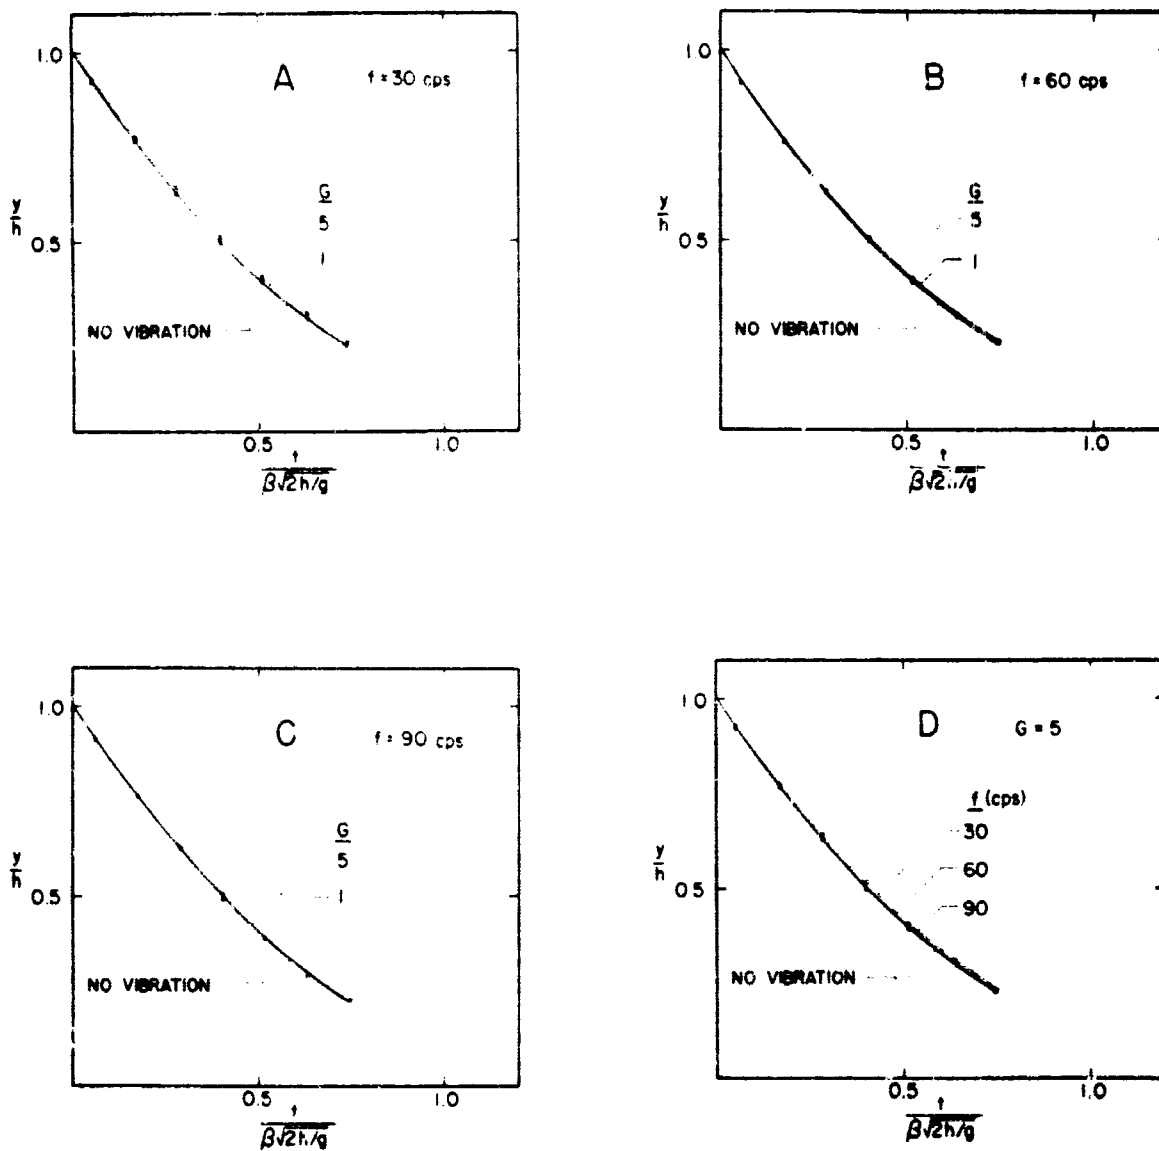 A
f = 30 cps
1.0
y/h
0.5
G
5
1
NO VIBRATION
0.5
1.0
t
β√2h/g
B
f = 60 cps
1.0
y/h
0.5
G
5
1
NO VIBRATION
0.5
1.0
t
C
f = 90 cps
1.0
y/h
0.5
G
5
1
NO VIBRATION
0.5
1.0
t
β√2h/g
D
G = 5
1.0
y/h
0.5
f (cps)
30
60
90
NO VIBRATION
0.5
1.0
t
β√2h/g